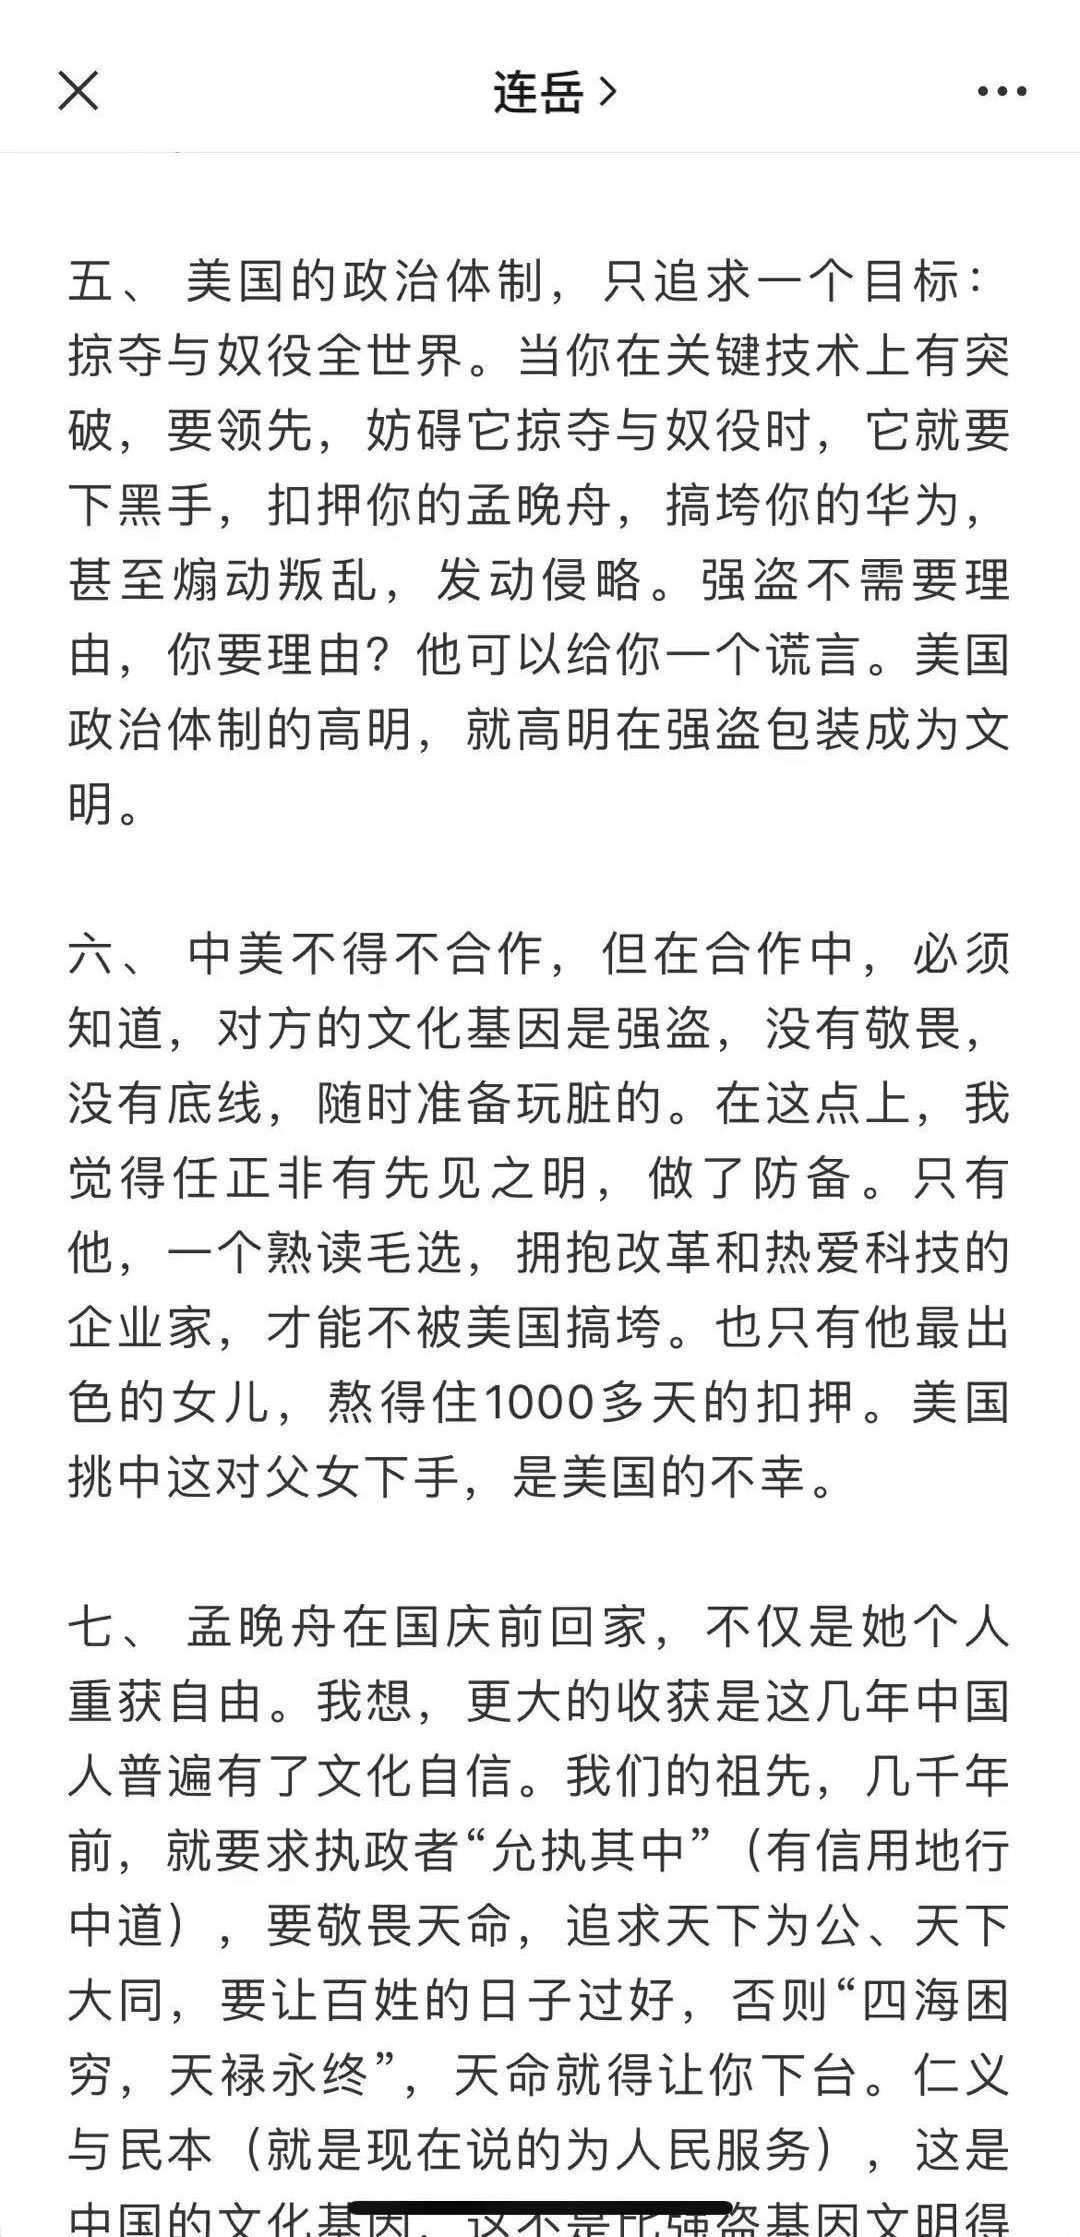 连岳
五、 美国的政治体制，只追求一个目标：
掠夺与奴役全世界。当你在关键技术上有突
破，要领先，妨碍它掠夺与奴役时，它就要
下黑手，扣押你的孟晚舟，搞垮你的华为，
甚至煽动叛乱，发动侵略。强盗不需要理
由，你要理由？他可以给你一个谎言。美国
政治体制的高明，就高明在强盗包装成为文
明。
六、 中美不得不合作，但在合作中，必须
知道，对方的文化基因是强盗，没有敬畏，
没有底线，随时准备玩脏的。在这点上，我
觉得任正非有先见之明，做了防备。只有
他，一个熟读毛选，拥抱改革和热爱科技的
企业家，才能不被美国搞垮。也只有他最出
色的女儿，熬得住1000多天的扣押。美国
挑中这对父女下手，是美国的不幸。
七、 孟晚舟在国庆前回家，不仅是她个人
重获自由。我想，更大的收获是这几年中国
人普遍有了文化自信。我们的祖先，几千年
前，就要求执政者“允执其中”（有信用地行
中道），要敬畏天命，追求天下为公、天下
大同，要让百姓的日子过好，否则“四海困
穷，天禄永终”，天命就得让你下台。仁义
与民本（就是现在说的为人民服务），这是
中国的文化基因，这不是比强盗基因文明得